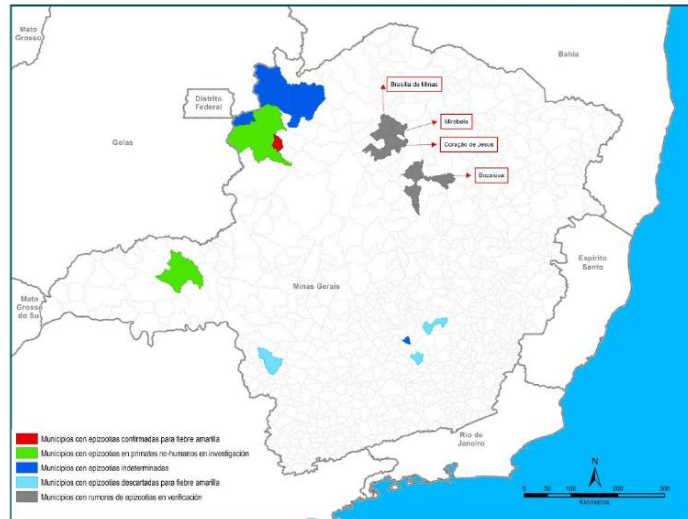 Mato
Grosso
Bahia
Distrito
Federal
Goias
Brasília de Minas
Mirabela
Coração de Jesus
Bocaiúva
Espírito
Santo
Mato
Grosso
do Su
Minas Gerais
Rio de
Janeiro
Municipios con epizootias confirmadas para fiebre amarilla
Municipios con epizootias en primates no-humanos en investigación
Municipios con epizootias indeterminadas
Municipios con epizootias descartadas para fiebre amarilla
Municipios con rumores de epizootias en verificación
N
0 50 100 200 300
Kilómetros